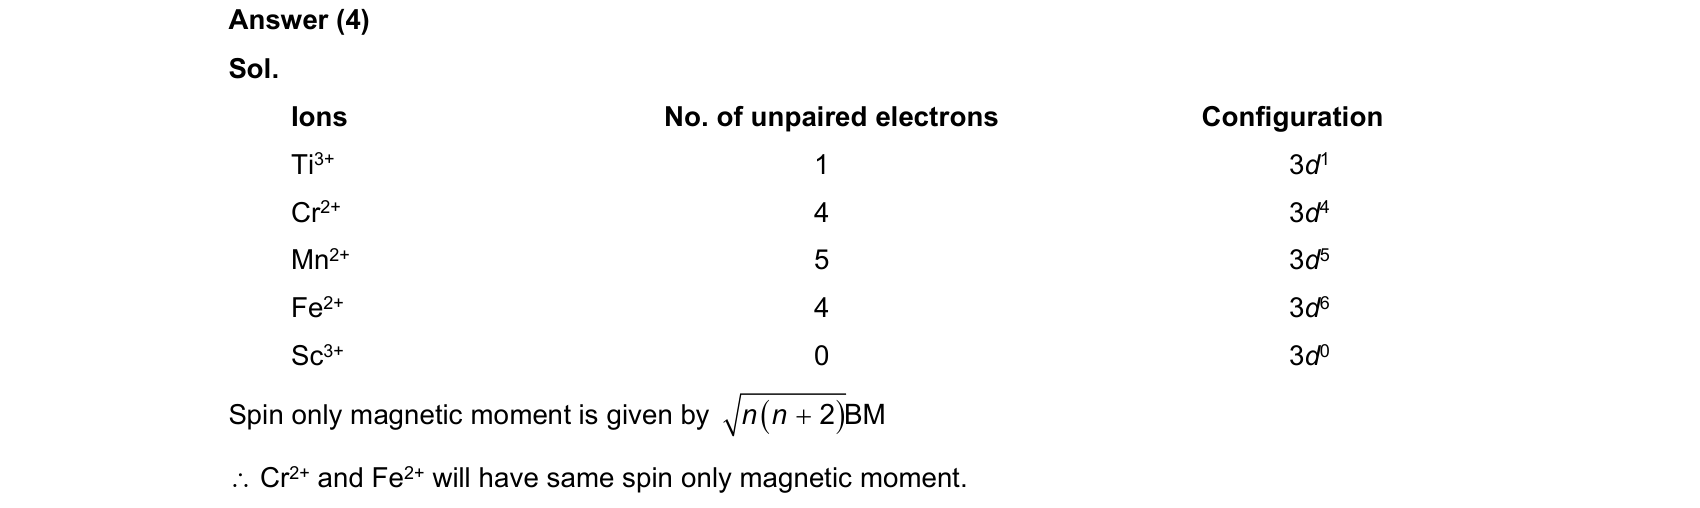 Answer (4)
Sol.
Ions No. of unpaired electrons Configuration
Ti³⁺ 1 3d¹
Cr²⁺ 4 3d⁴
Mn²⁺ 5 3d⁵
Fe²⁺ 4 3d⁶
Sc³⁺ 0 3d⁰
Spin only magnetic moment is given by √n(n + 2)BM
∴ Cr²⁺ and Fe²⁺ will have same spin only magnetic moment.